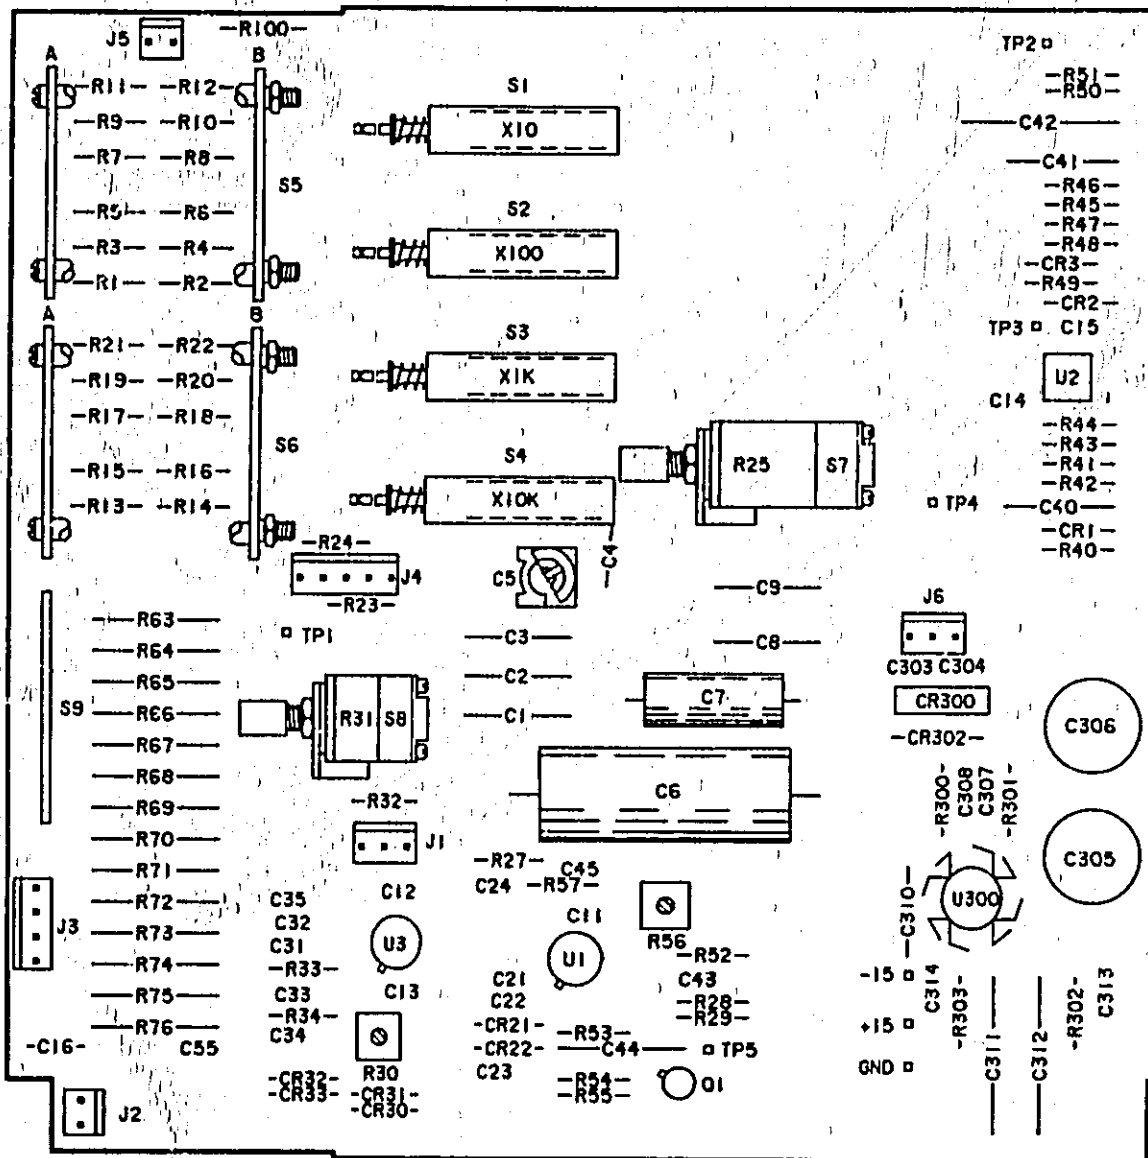 J5
-R100-
A
B
-R11- -R12-
-R9- -R10-
-R7- -R8-
-R5- -R6-
-R3- -R4-
-R1- -R2-
S5
S1
X10
S2
X100
S3
X1K
S4
X10K
TP2
-R51-
-R50-
C42
C41
-R46-
-R45-
-R47-
-R48-
-CR3-
-R49-
-CR2-
TP3 C15
U2
C14
-R44-
-R43-
-R41-
-R42-
C40
-CR1-
-R40-
A
B
-R21- -R22-
-R19- -R20-
-R17- -R18-
-R15- -R16-
-R13- -R14-
S6
R25 S7
TP4
-R24-
J4
-R23-
C5
-C4-
C9
C8
J6
C303 C304
CR300
-CR302-
C306
C305
TP1
C3
C2
C1
C7
C6
S9
R63
R64
R65
R66
R67
R68
R69
R70
R71
R72
R73
R74
R75
R76
R31 S8
-R32-
J1
-R300-
C308
C307
-R301-
U300
-C310-
J3
C35
C32
C31
-R33-
C33
-R34-
C34
C12
U3
C13
R30
-R27-
C45
C24 -R57-
C11
U1
R56
-R52-
C43
-R28-
-R29-
C21
C22
-CR21-
-CR22-
C23
-R53-
C44
TP5
-R54-
-R55-
Q1
-15
+15
GND
C314
-R303-
C311
C312
-R302-
C313
-C16-
C55
-CR32-
-CR33-
-CR31-
-CR30-
J2